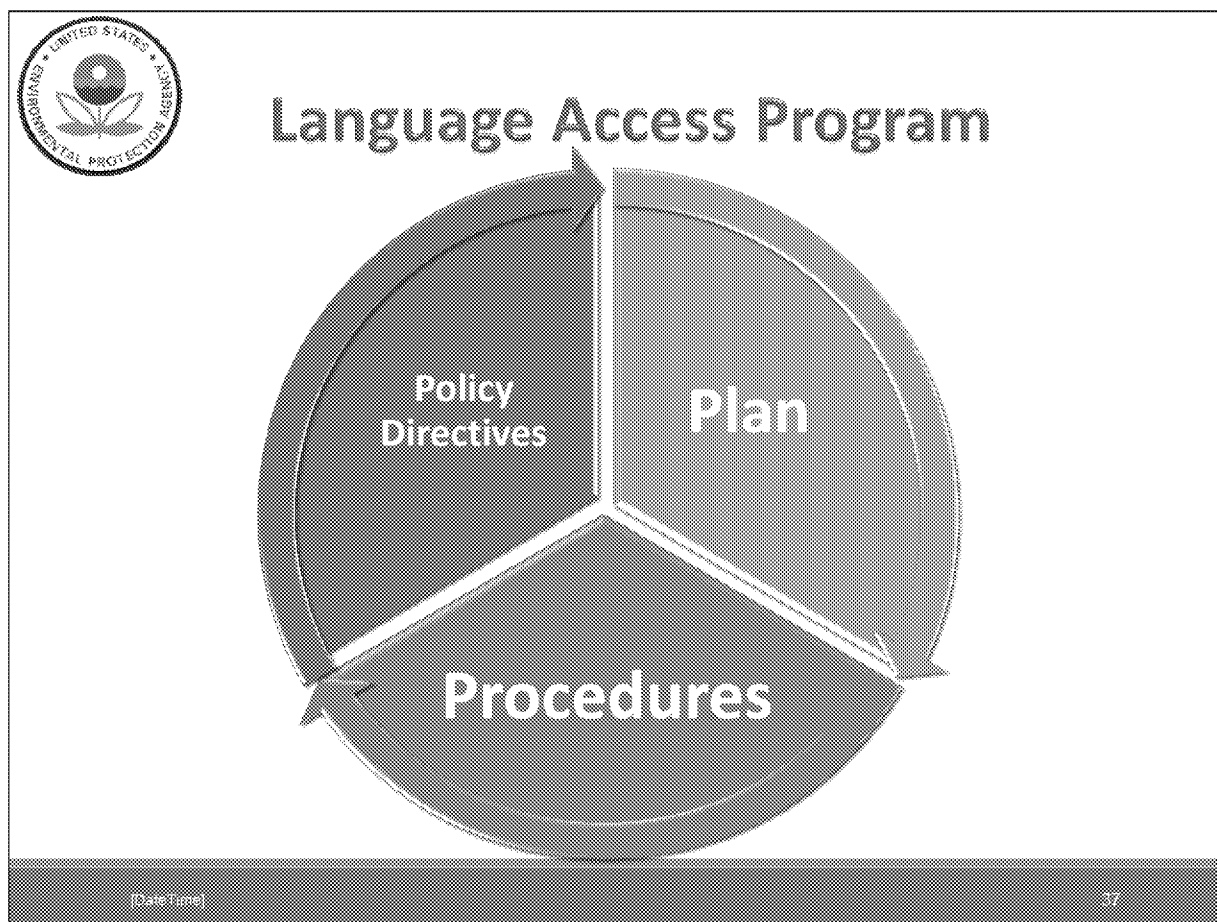 UNITED STATES
ENVIRONMENTAL PROTECTION AGENCY
Language Access Program
Policy
Directives
Plan
Procedures
[DateTime]
37